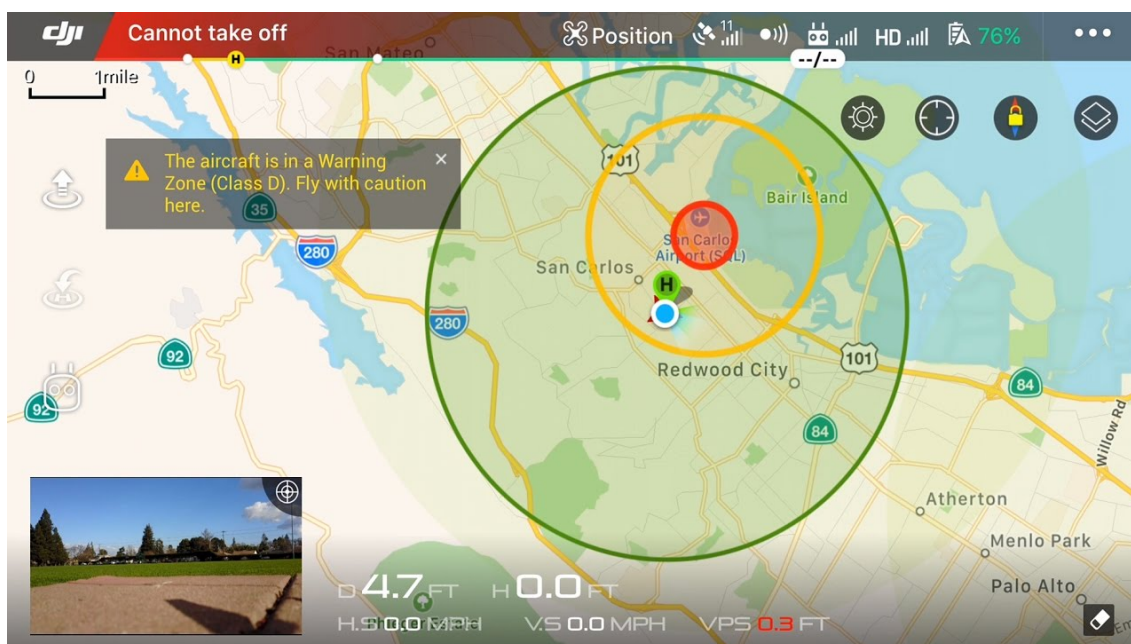 dji
Cannot take off
Position
11
HD
76%
--/--
San Mateo
0 1mile
The aircraft is in a Warning
Zone (Class D). Fly with caution
here.
101
Bair Island
35
280
San Carlos
Airport (SQL)
San Carlos
H
280
92
101
Redwood City
84
92
84
Willow Rd
Atherton
Menlo Park
Palo Alto
D 4.7 FT H 0.0 FT
H.S 0.0 MPH V.S 0.0 MPH VPS 0.3 FT